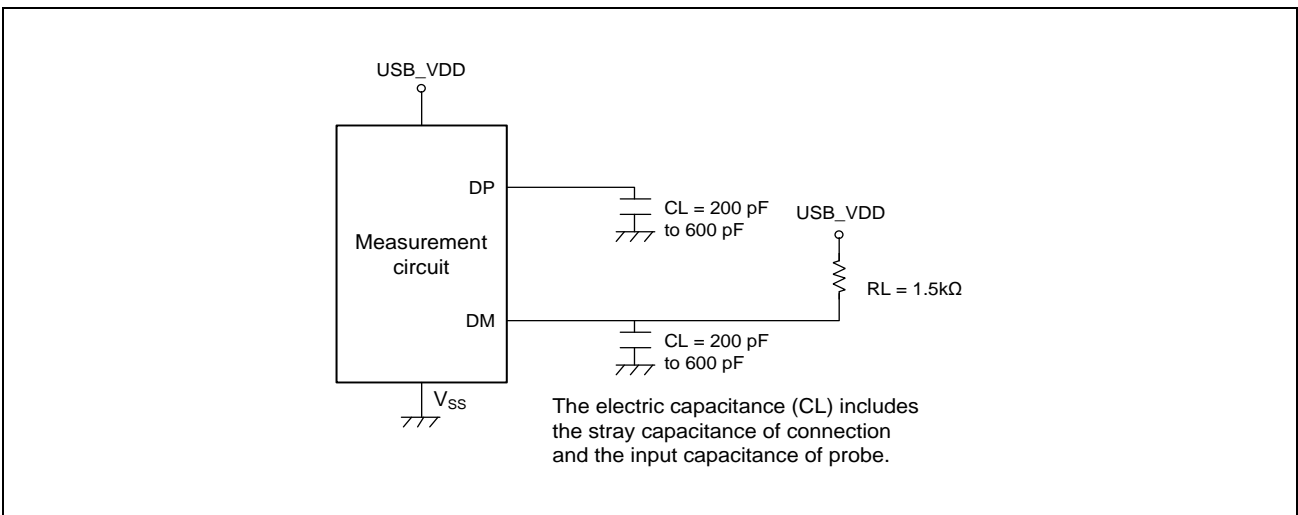 USB_VDD
DP
CL = 200 pF
to 600 pF
USB_VDD
Measurement
circuit
RL = 1.5kΩ
DM
CL = 200 pF
to 600 pF
VSS
The electric capacitance (CL) includes
the stray capacitance of connection
and the input capacitance of probe.